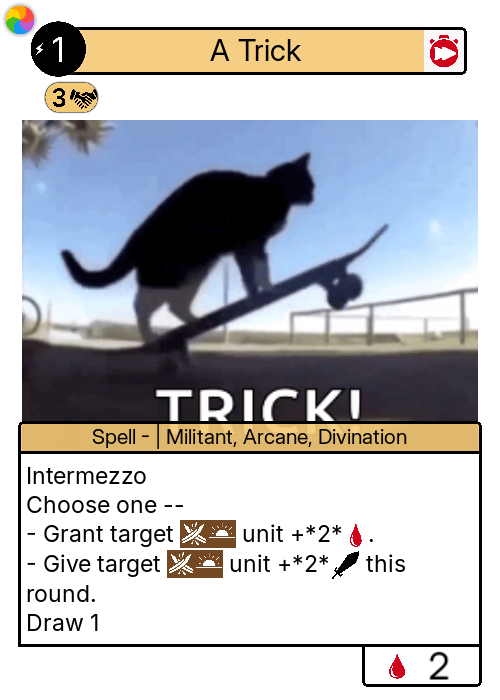 1
A Trick
3
TRICK!
Spell - | Militant, Arcane, Divination
Intermezzo
Choose one --
- Grant target unit +*2* .
- Give target unit +*2* this
round.
Draw 1
2